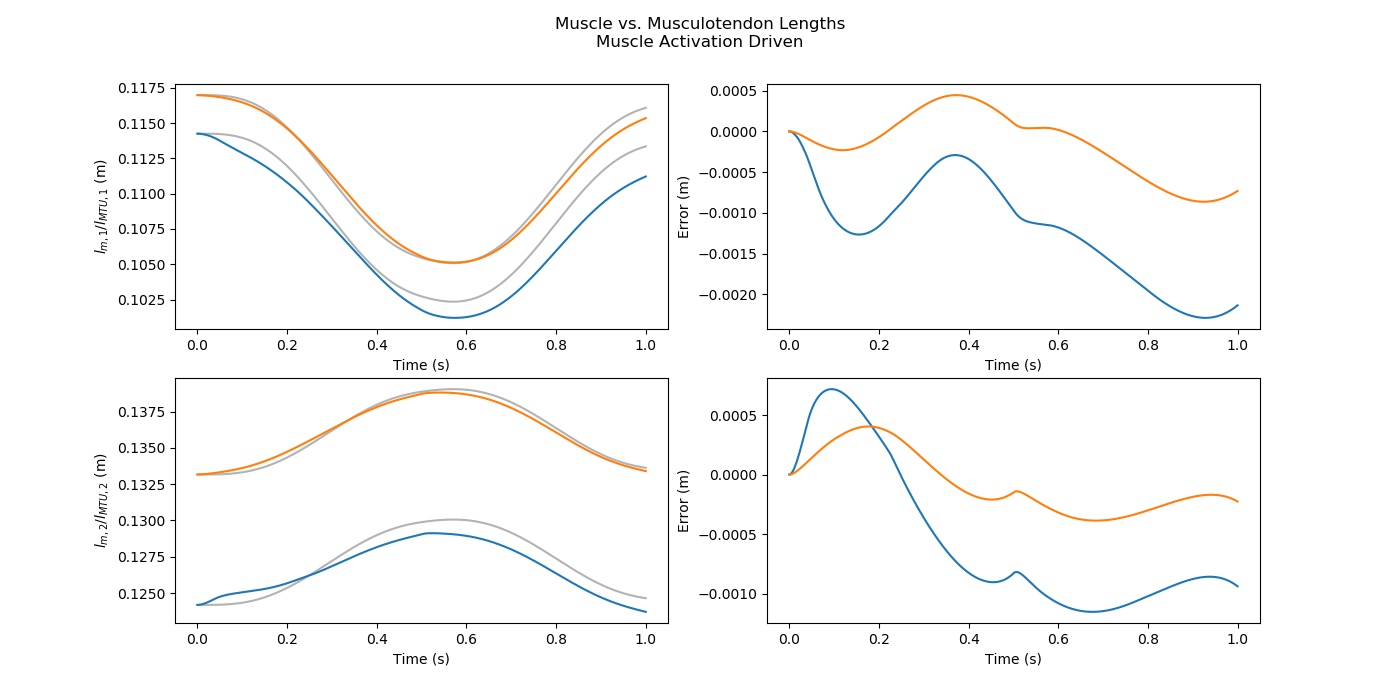 Muscle vs. Musculotendon Lengths
Muscle Activation Driven
0.1175
0.1150
0.1125
0.1100
0.1075
0.1050
0.1025
l_{m,1}/l_{MTU,1} (m)
0.0 0.2 0.4 0.6 0.8 1.0
Time (s)
0.0005
0.0000
−0.0005
−0.0010
−0.0015
−0.0020
Error (m)
0.0 0.2 0.4 0.6 0.8 1.0
Time (s)
0.1375
0.1350
0.1325
0.1300
0.1275
0.1250
l_{m,2}/l_{MTU,2} (m)
0.0 0.2 0.4 0.6 0.8 1.0
Time (s)
0.0005
0.0000
−0.0005
−0.0010
Error (m)
0.0 0.2 0.4 0.6 0.8 1.0
Time (s)